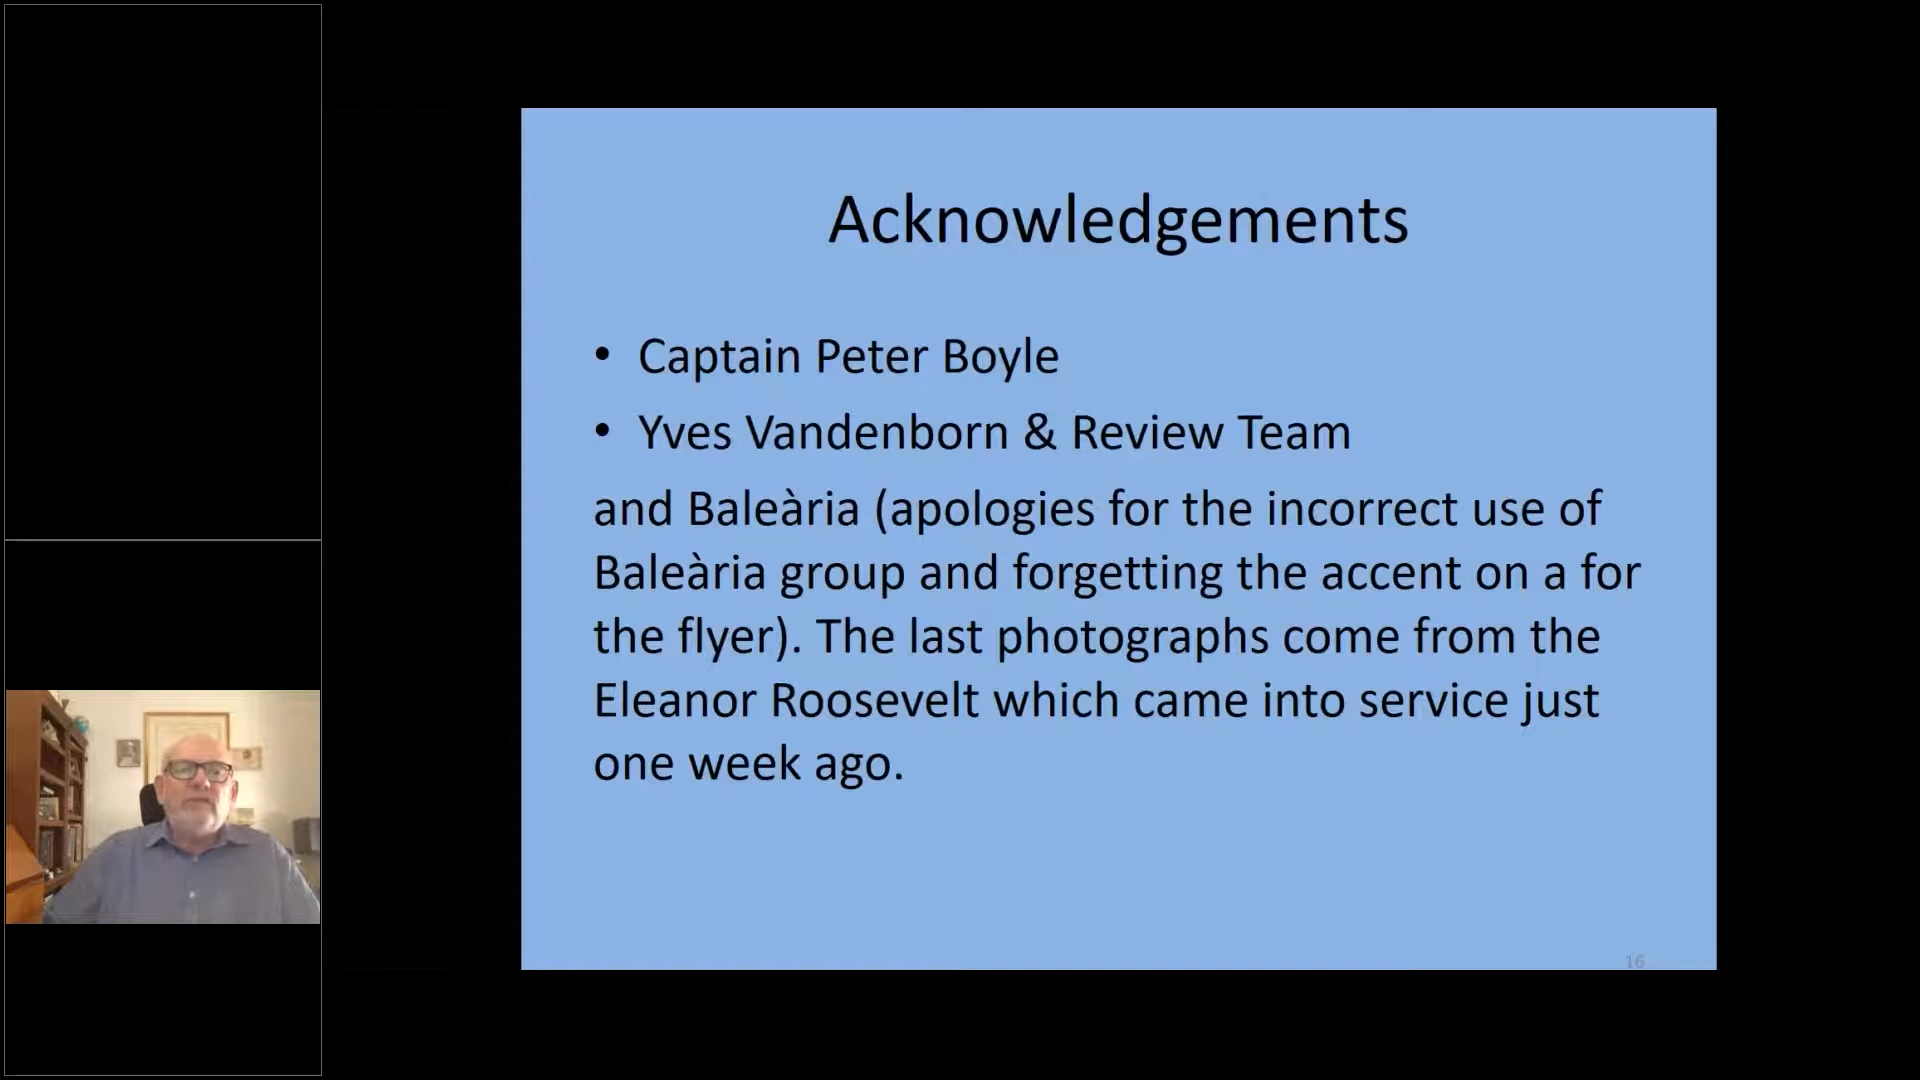 Acknowledgements
• Captain Peter Boyle
• Yves Vandenborn & Review Team
and Baleària (apologies for the incorrect use of
Baleària group and forgetting the accent on a for
the flyer). The last photographs come from the
Eleanor Roosevelt which came into service just
one week ago.
16